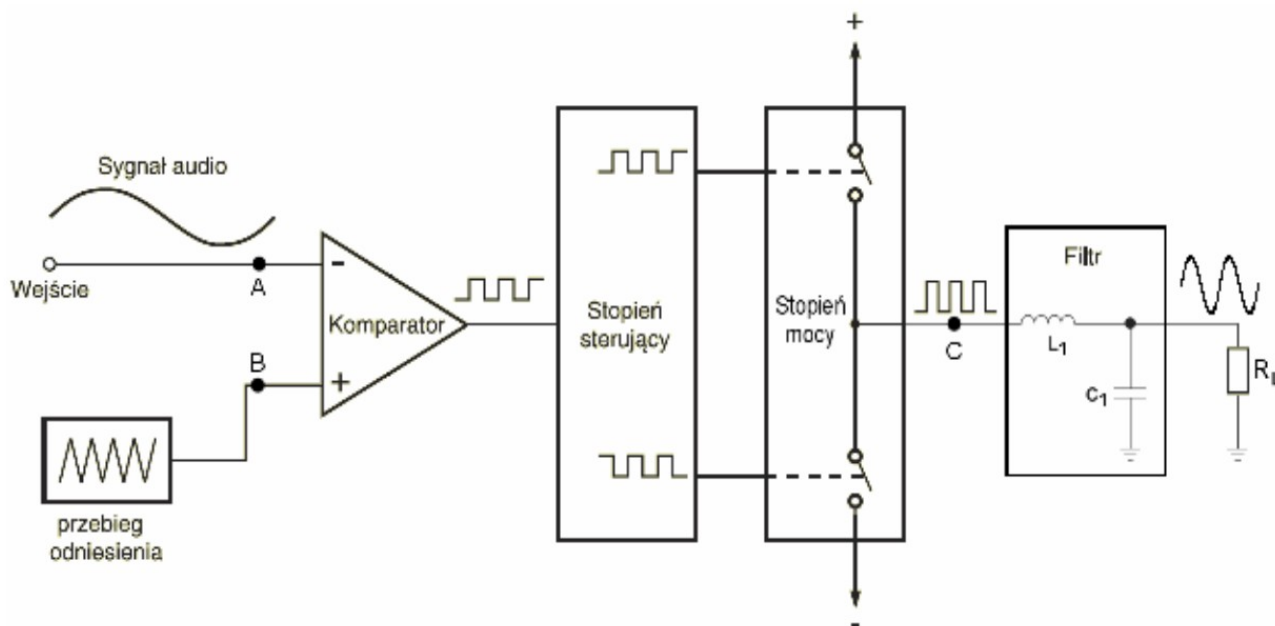 +
Sygnał audio
Wejście
A
-
Komparator
B
+
przebieg
odniesienia
Stopień
sterujący
Stopień
mocy
C
Filtr
L1
C1
RL
-